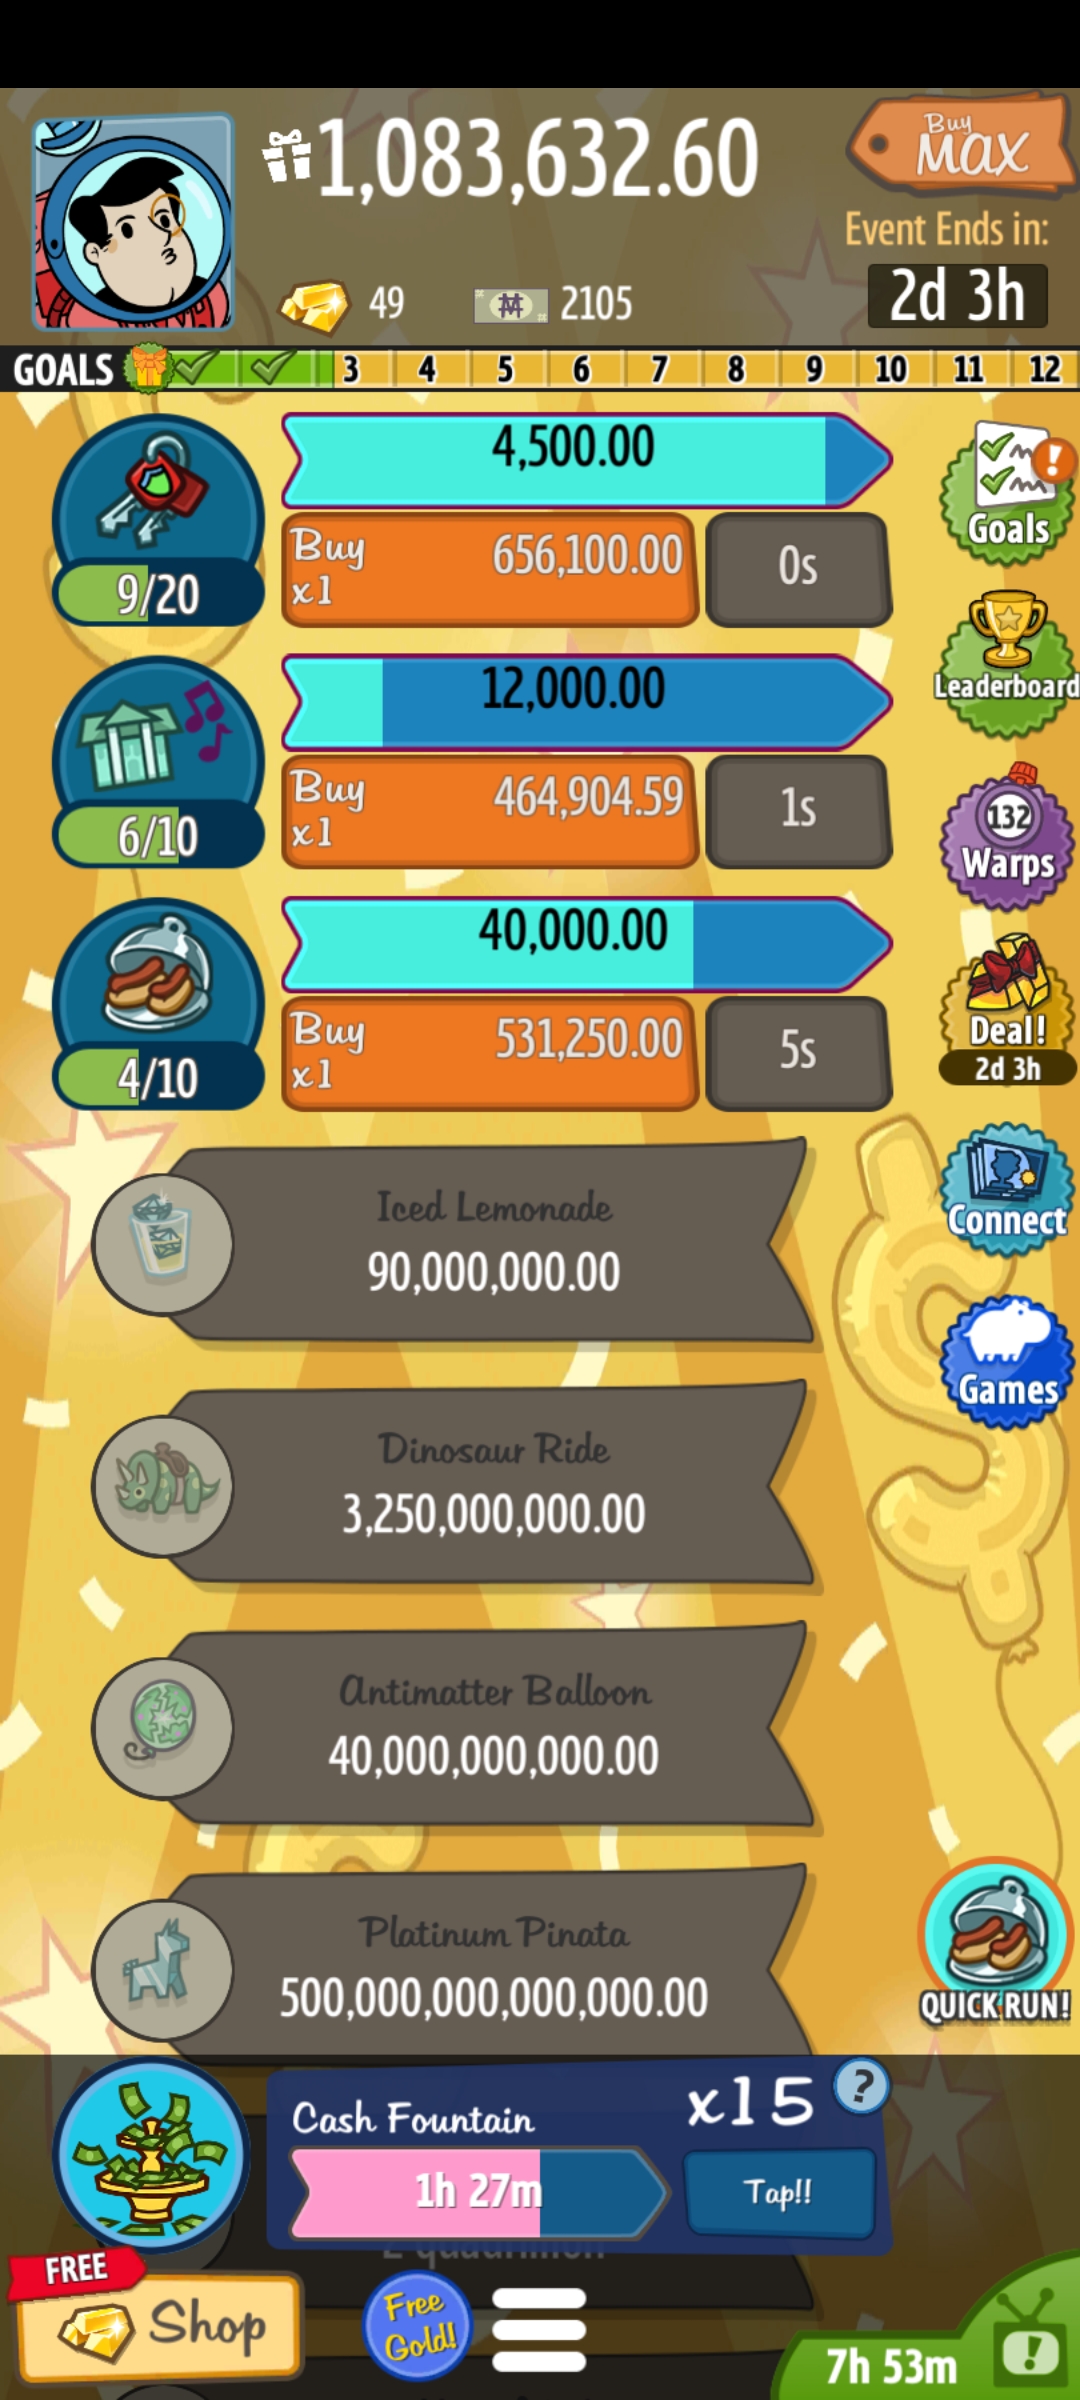 1,083,632.60
Buy
MAX
Event Ends in:
2d 3h
49
2105
GOALS 3 4 5 6 7 8 9 10 11 12
4,500.00
Buy
x1
656,100.00
0s
9/20
Goals
12,000.00
Buy
x1
464,904.59
1s
6/10
Leaderboard
132
Warps
40,000.00
Buy
x1
531,250.00
5s
4/10
Deal!
2d 3h
Iced Lemonade
90,000,000.00
Connect
Games
Dinosaur Ride
3,250,000,000.00
Antimatter Balloon
40,000,000,000.00
Platinum Pinata
500,000,000,000,000.00
QUICK RUN!
Cash Fountain
x15
?
1h 27m
Tap!!
2 quadrillion
FREE
Shop
Free
Gold!
7h 53m